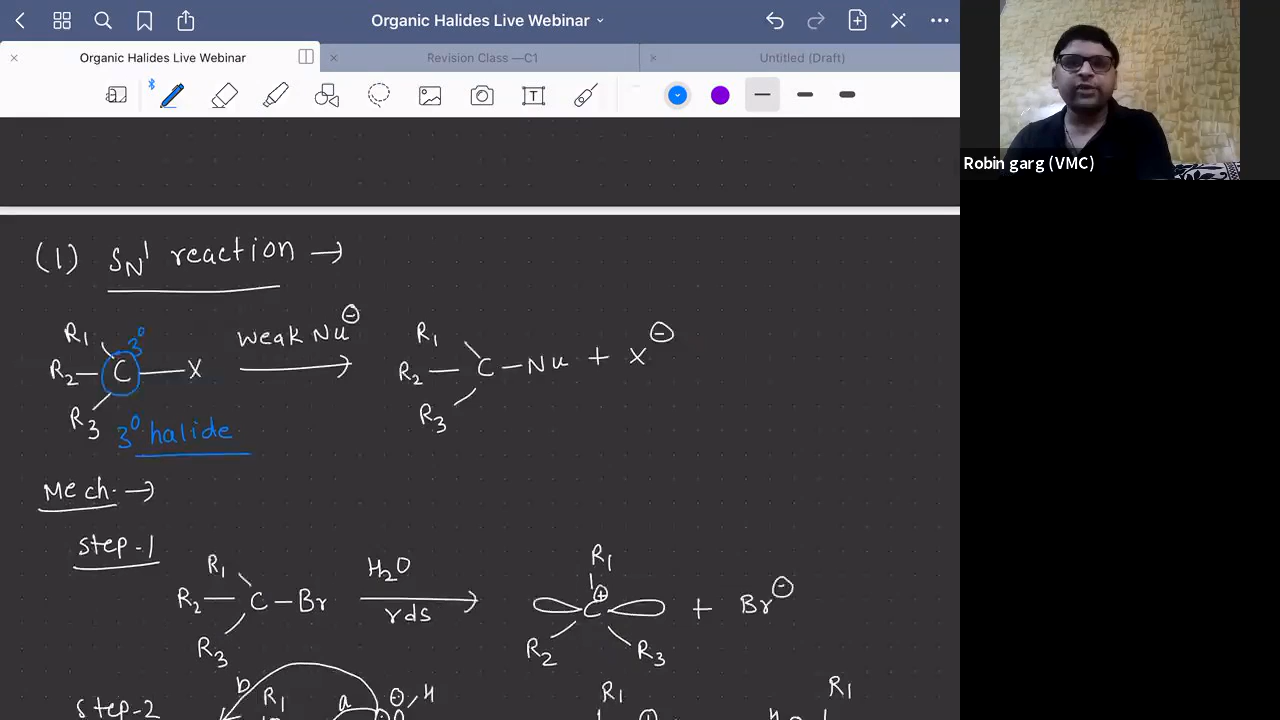 Organic Halides Live Webinar
Organic Halides Live Webinar
Revision Class —C1
Untitled (Draft)
T
Robin garg (VMC)
(1) SN1 reaction →
R1 R2 — C — X 3° R3
weak Nu⊖
R1 R2 — C — Nu + X⊖ R3
3° halide
Mech. →
step-1
R1 R2 — C — Br R3
H2O
rds
R1 C⊕ R2 R3 + Br⊖
step-2
b R1 a ⊖ H
R1 ⊕
R1